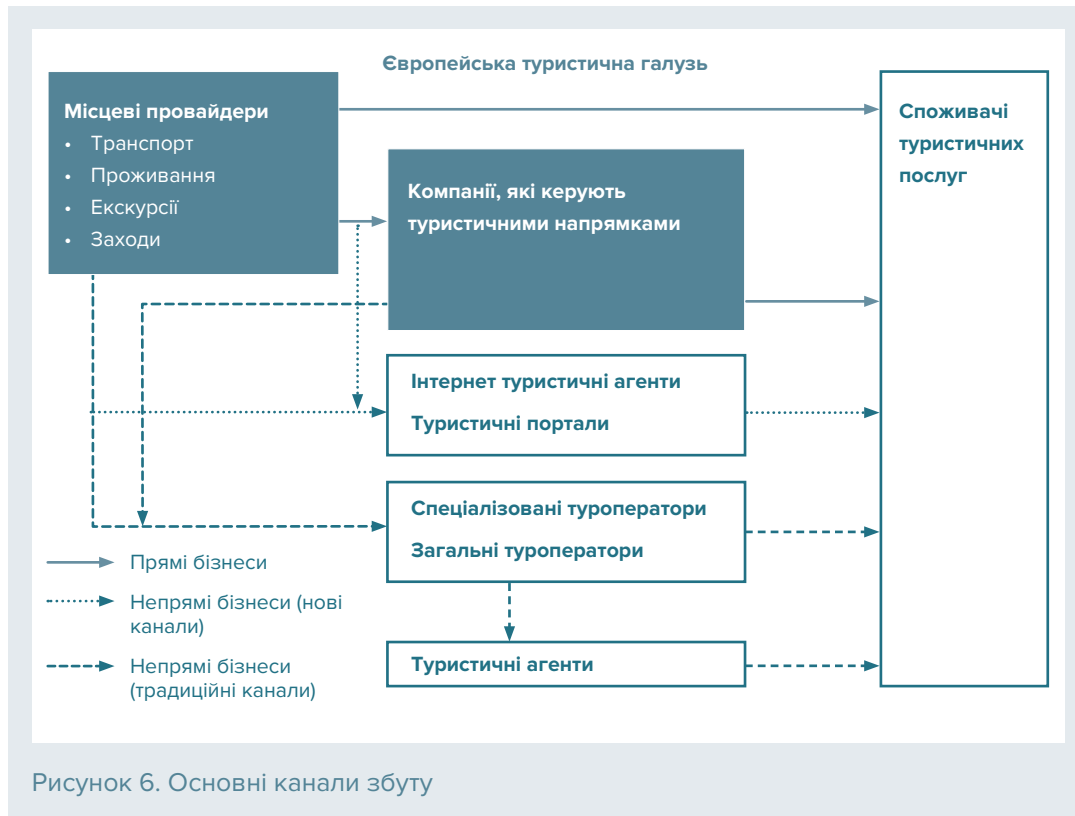 Європейська туристична галузь
Місцеві провайдери
• Транспорт
• Проживання
• Екскурсії
• Заходи
Компанії, які керують
туристичними напрямками
Споживачі
туристичних
послуг
Інтернет туристичні агенти
Туристичні портали
Спеціалізовані туроператори
Загальні туроператори
Туристичні агенти
Прямі бізнеси
Непрямі бізнеси (нові
канали)
Непрямі бізнеси
(традиційні канали)
Рисунок 6. Основні канали збуту